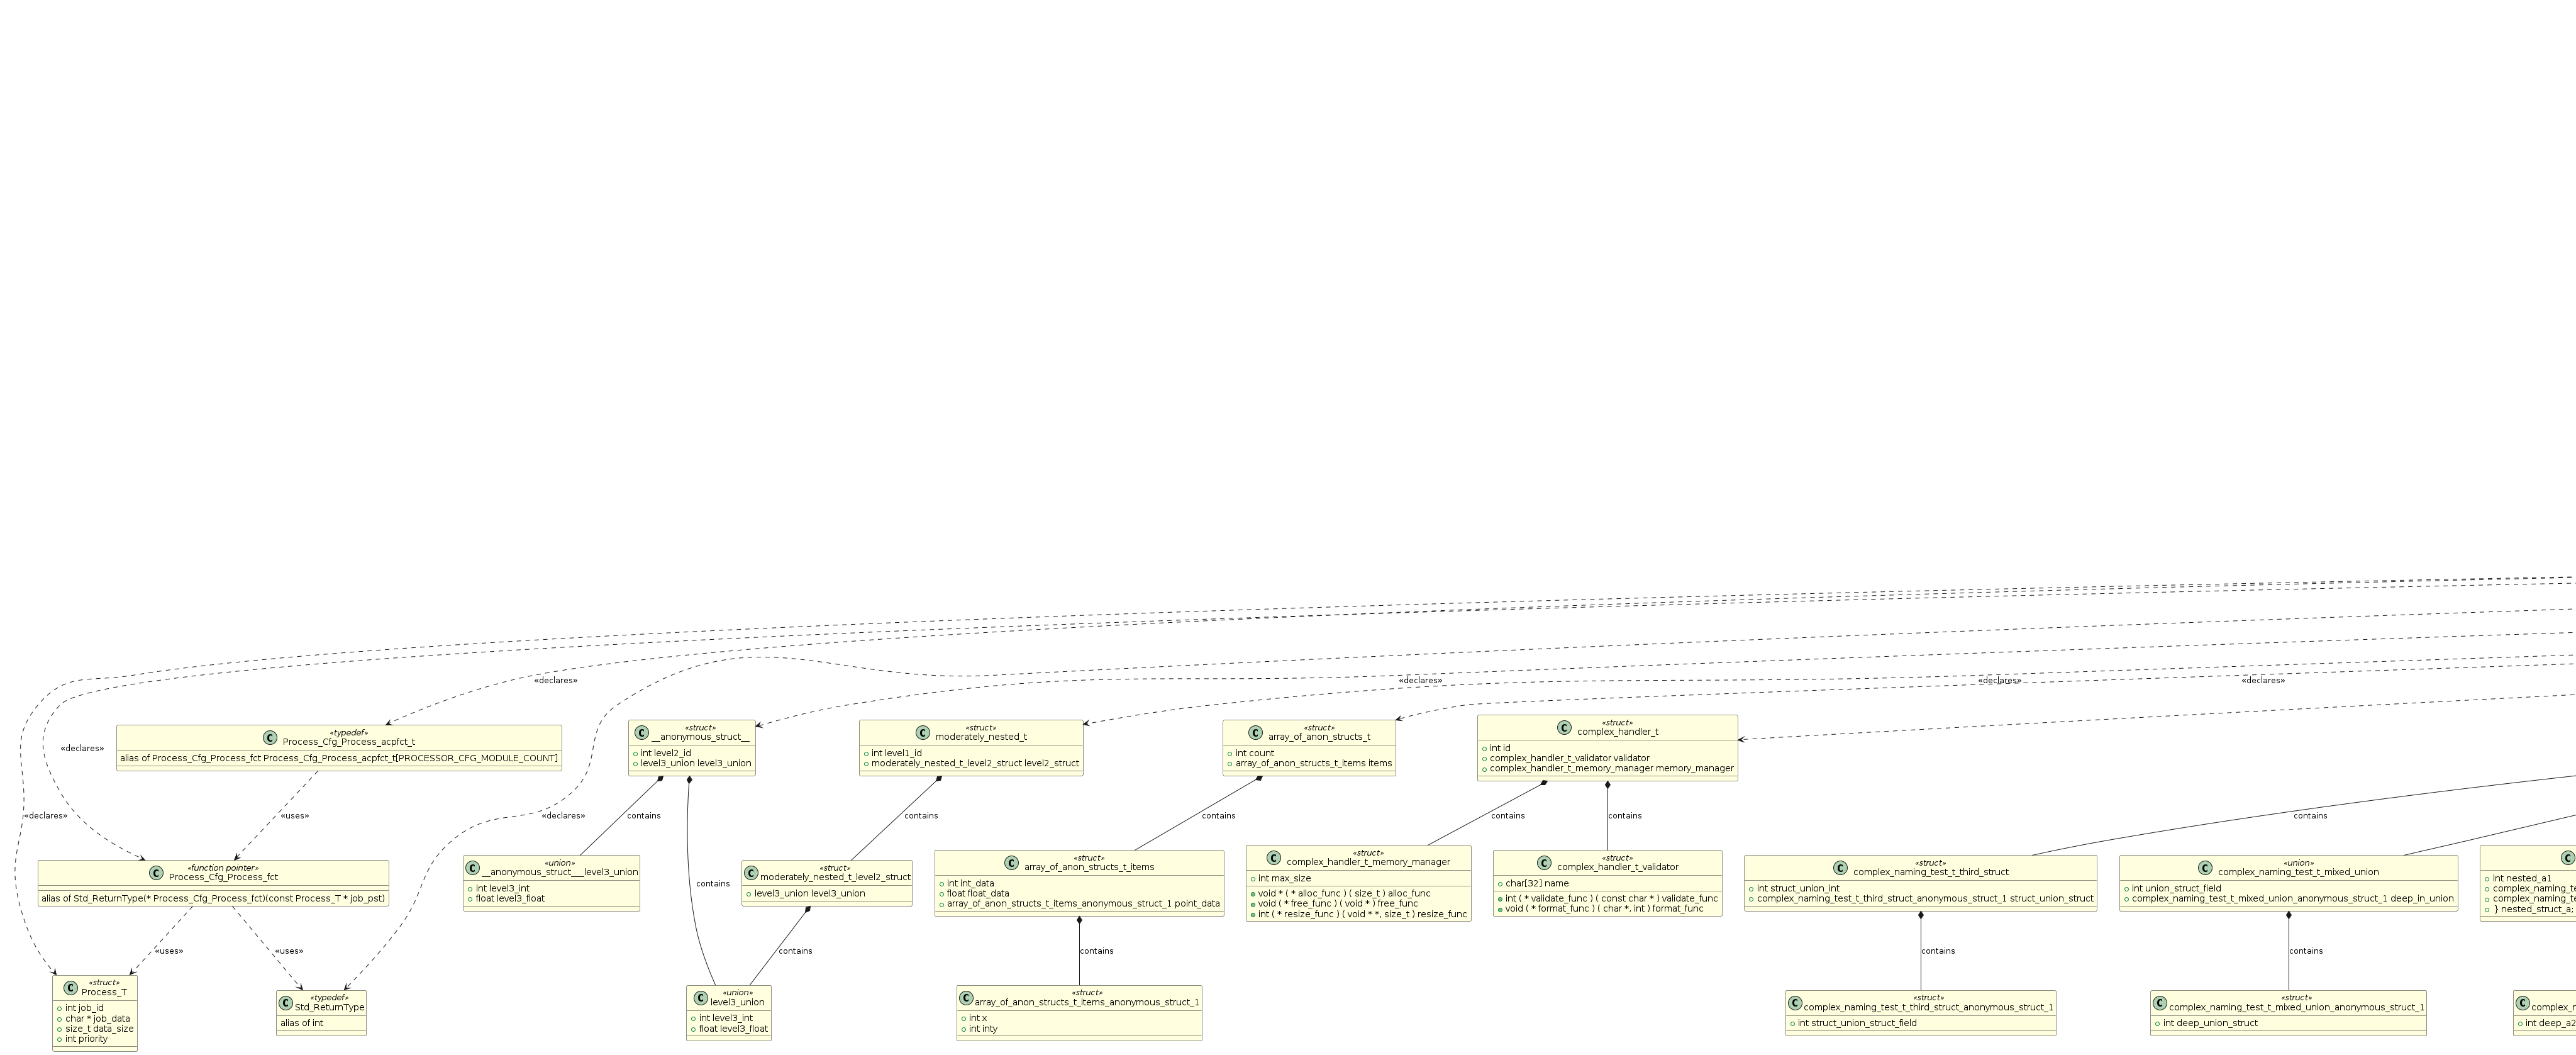 «declares»
«declares»
«declares»
«declares»
«struct»
C complex_handler_t
int id
complex_handler_t_validator validator
complex_handler_t_memory_manager memory_manager
«typedef»
C Process_Cfg_Process_acpfct_t
alias of Process_Cfg_Process_fct Process_Cfg_Process_acpfct_t[PROCESSOR_CFG_MODULE_COUNT]
«struct»
C __anonymous_struct__
int level2_id
level3_union level3_union
«struct»
C moderately_nested_t
int level1_id
moderately_nested_t_level2_struct level2_struct
«struct»
C array_of_anon_structs_t
int count
array_of_anon_structs_t_items items
«declares»
«declares»
«uses»
«declares»
contains
contains
contains
contains
contains
contains
«function pointer»
C Process_Cfg_Process_fct
alias of Std_ReturnType(* Process_Cfg_Process_fct)(const Process_T * job_pst)
«union»
C __anonymous_struct___level3_union
int level3_int
float level3_float
contains
«struct»
C moderately_nested_t_level2_struct
level3_union level3_union
«struct»
C array_of_anon_structs_t_items
int int_data
float float_data
array_of_anon_structs_t_items_anonymous_struct_1 point_data
«struct»
C complex_handler_t_memory_manager
int max_size
void * ( * alloc_func ) ( size_t ) alloc_func
void ( * free_func ) ( void * ) free_func
int ( * resize_func ) ( void * *, size_t ) resize_func
«struct»
C complex_handler_t_validator
char[32] name
int ( * validate_func ) ( const char * ) validate_func
void ( * format_func ) ( char *, int ) format_func
«struct»
C complex_naming_test_t_third_struct
int struct_union_int
complex_naming_test_t_third_struct_anonymous_struct_1 struct_union_struct
«union»
C complex_naming_test_t_mixed_union
int union_struct_field
complex_naming_test_t_mixed_union_anonymous_struct_1 deep_in_union
C
int nested_a1
complex_naming_te
complex_naming_te
} nested_struct_a;
«uses»
«uses»
contains
contains
contains
contains
«struct»
C Process_T
int job_id
char * job_data
size_t data_size
int priority
«typedef»
C Std_ReturnType
alias of int
«union»
C level3_union
int level3_int
float level3_float
«struct»
C array_of_anon_structs_t_items_anonymous_struct_1
int x
int inty
«struct»
C complex_naming_test_t_third_struct_anonymous_struct_1
int struct_union_struct_field
«struct»
C complex_naming_test_t_mixed_union_anonymous_struct_1
int deep_union_struct
C complex_n
int deep_a2